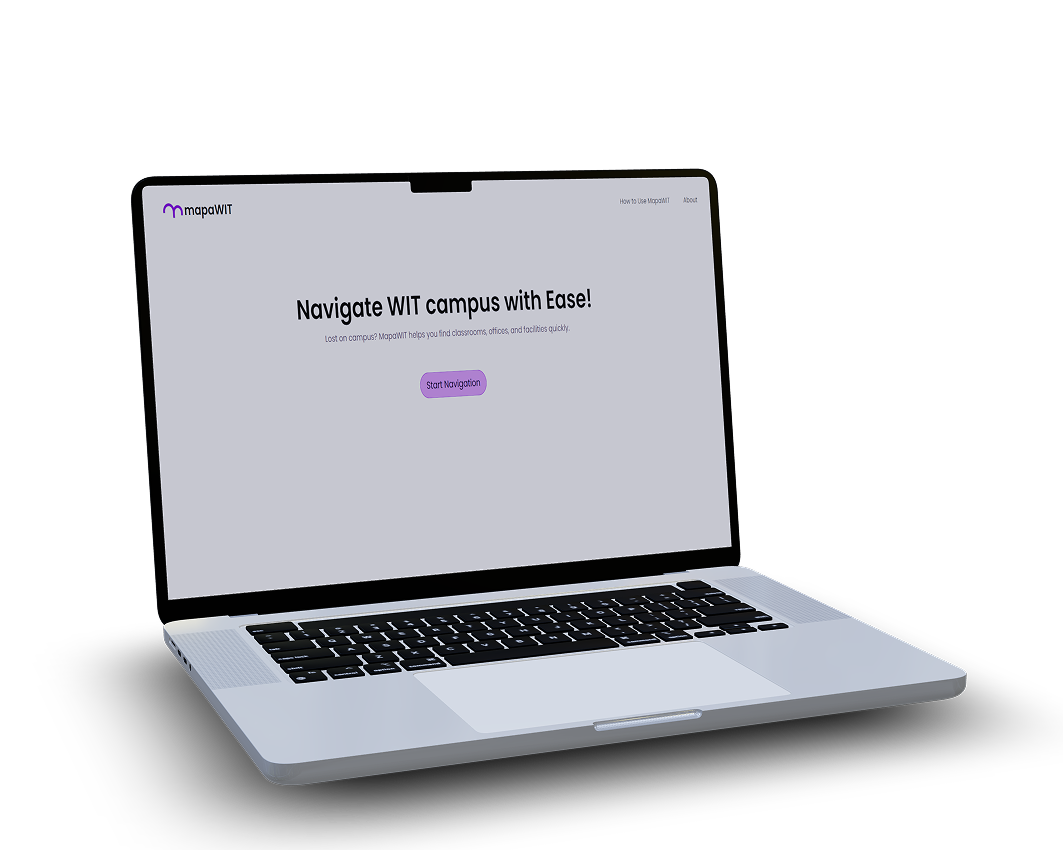 mapaWIT
How to Use MapaWIT
About
Navigate WIT campus with Ease!
Lost on campus? MapaWIT helps you find classrooms, offices, and facilities quickly.
Start Navigation